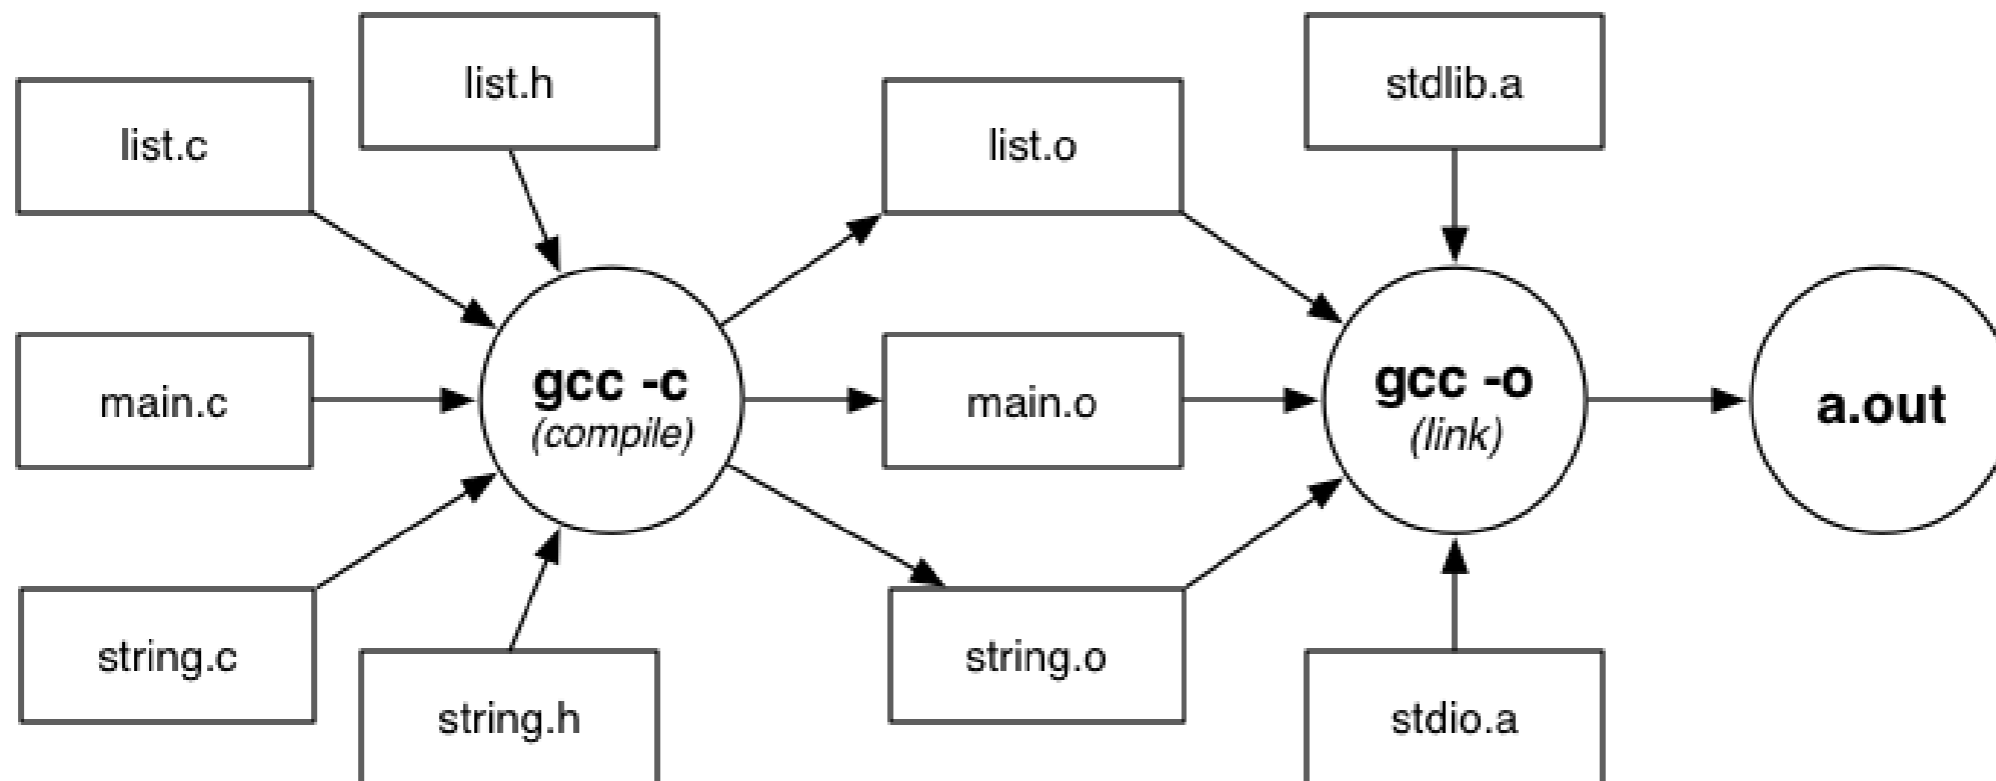 list.h
stdlib.a
list.c
list.o
gcc -c
(compile)
gcc -o
(link)
main.c
main.o
a.out
string.c
string.o
string.h
stdio.a